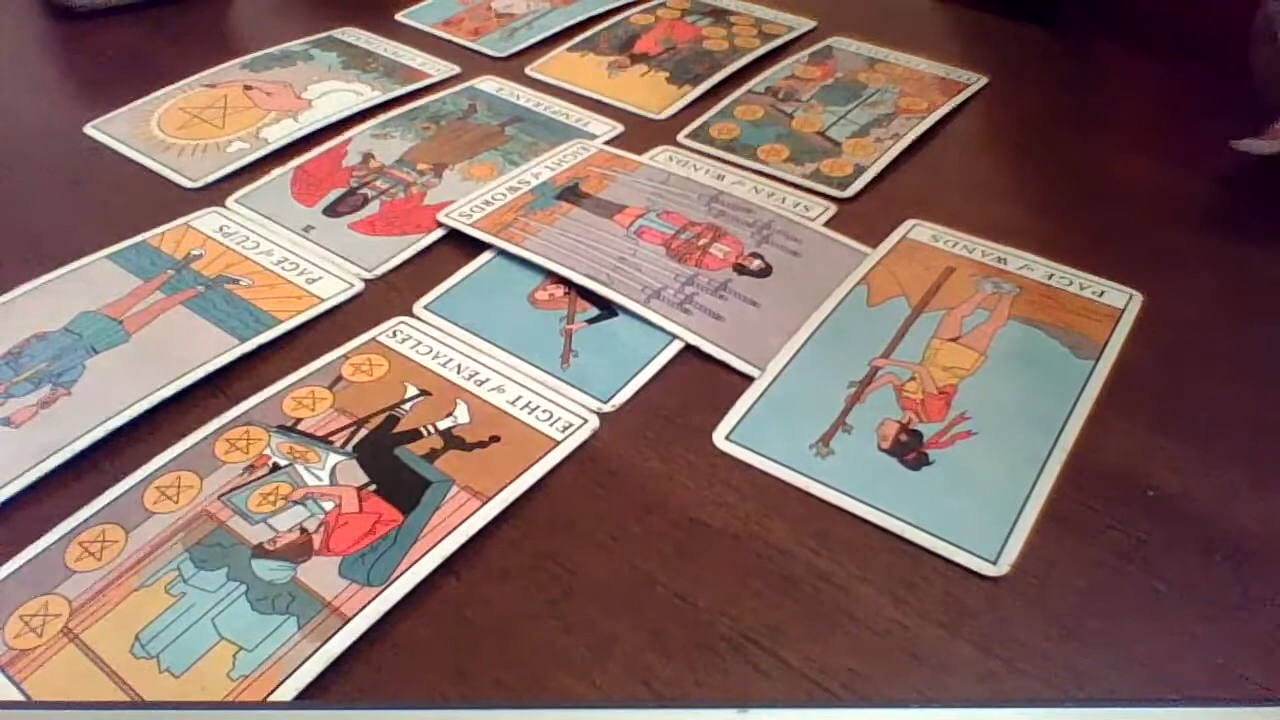 TEMPERANCE
EIGHT of SWORDS
SEVEN of WANDS
PAGE of CUPS
PAGE of WANDS
EIGHT of PENTACLES